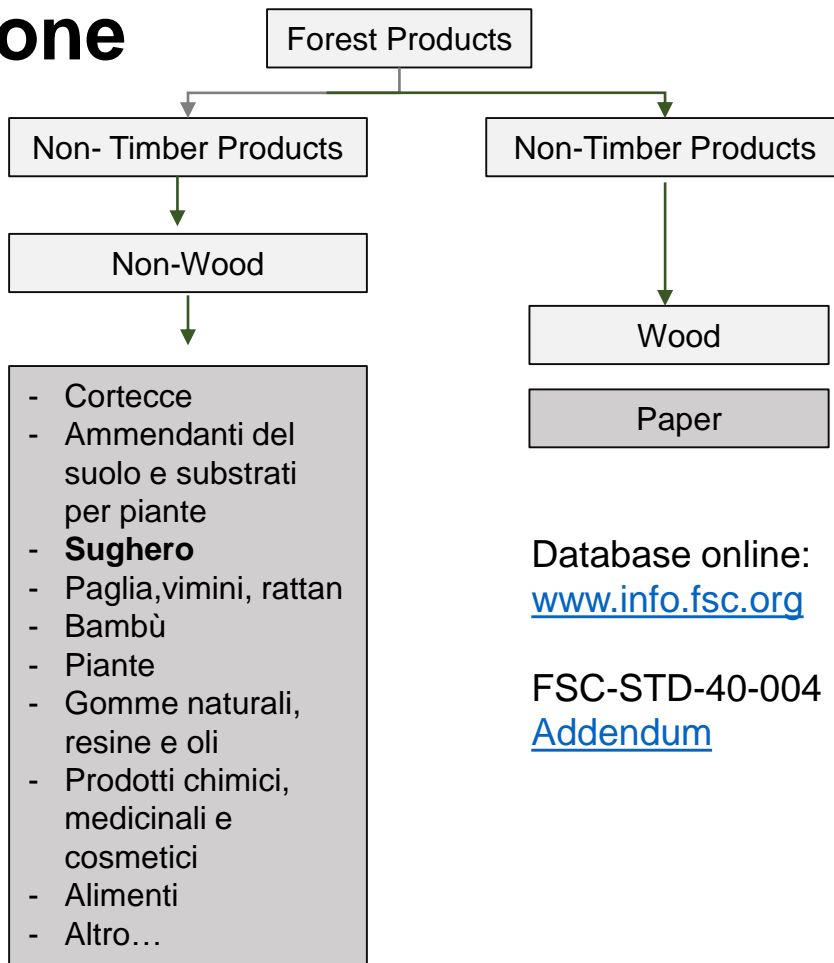 one
Forest Products
Non- Timber Products
Non-Timber Products
Non-Wood
Wood
Paper
- Cortecce
- Ammendanti del
suolo e substrati
per piante
- Sughero
- Paglia,vimini, rattan
- Bambù
- Piante
- Gomme naturali,
resine e oli
- Prodotti chimici,
medicinali e
cosmetici
- Alimenti
- Altro…
Database online:
www.info.fsc.org
FSC-STD-40-004
Addendum